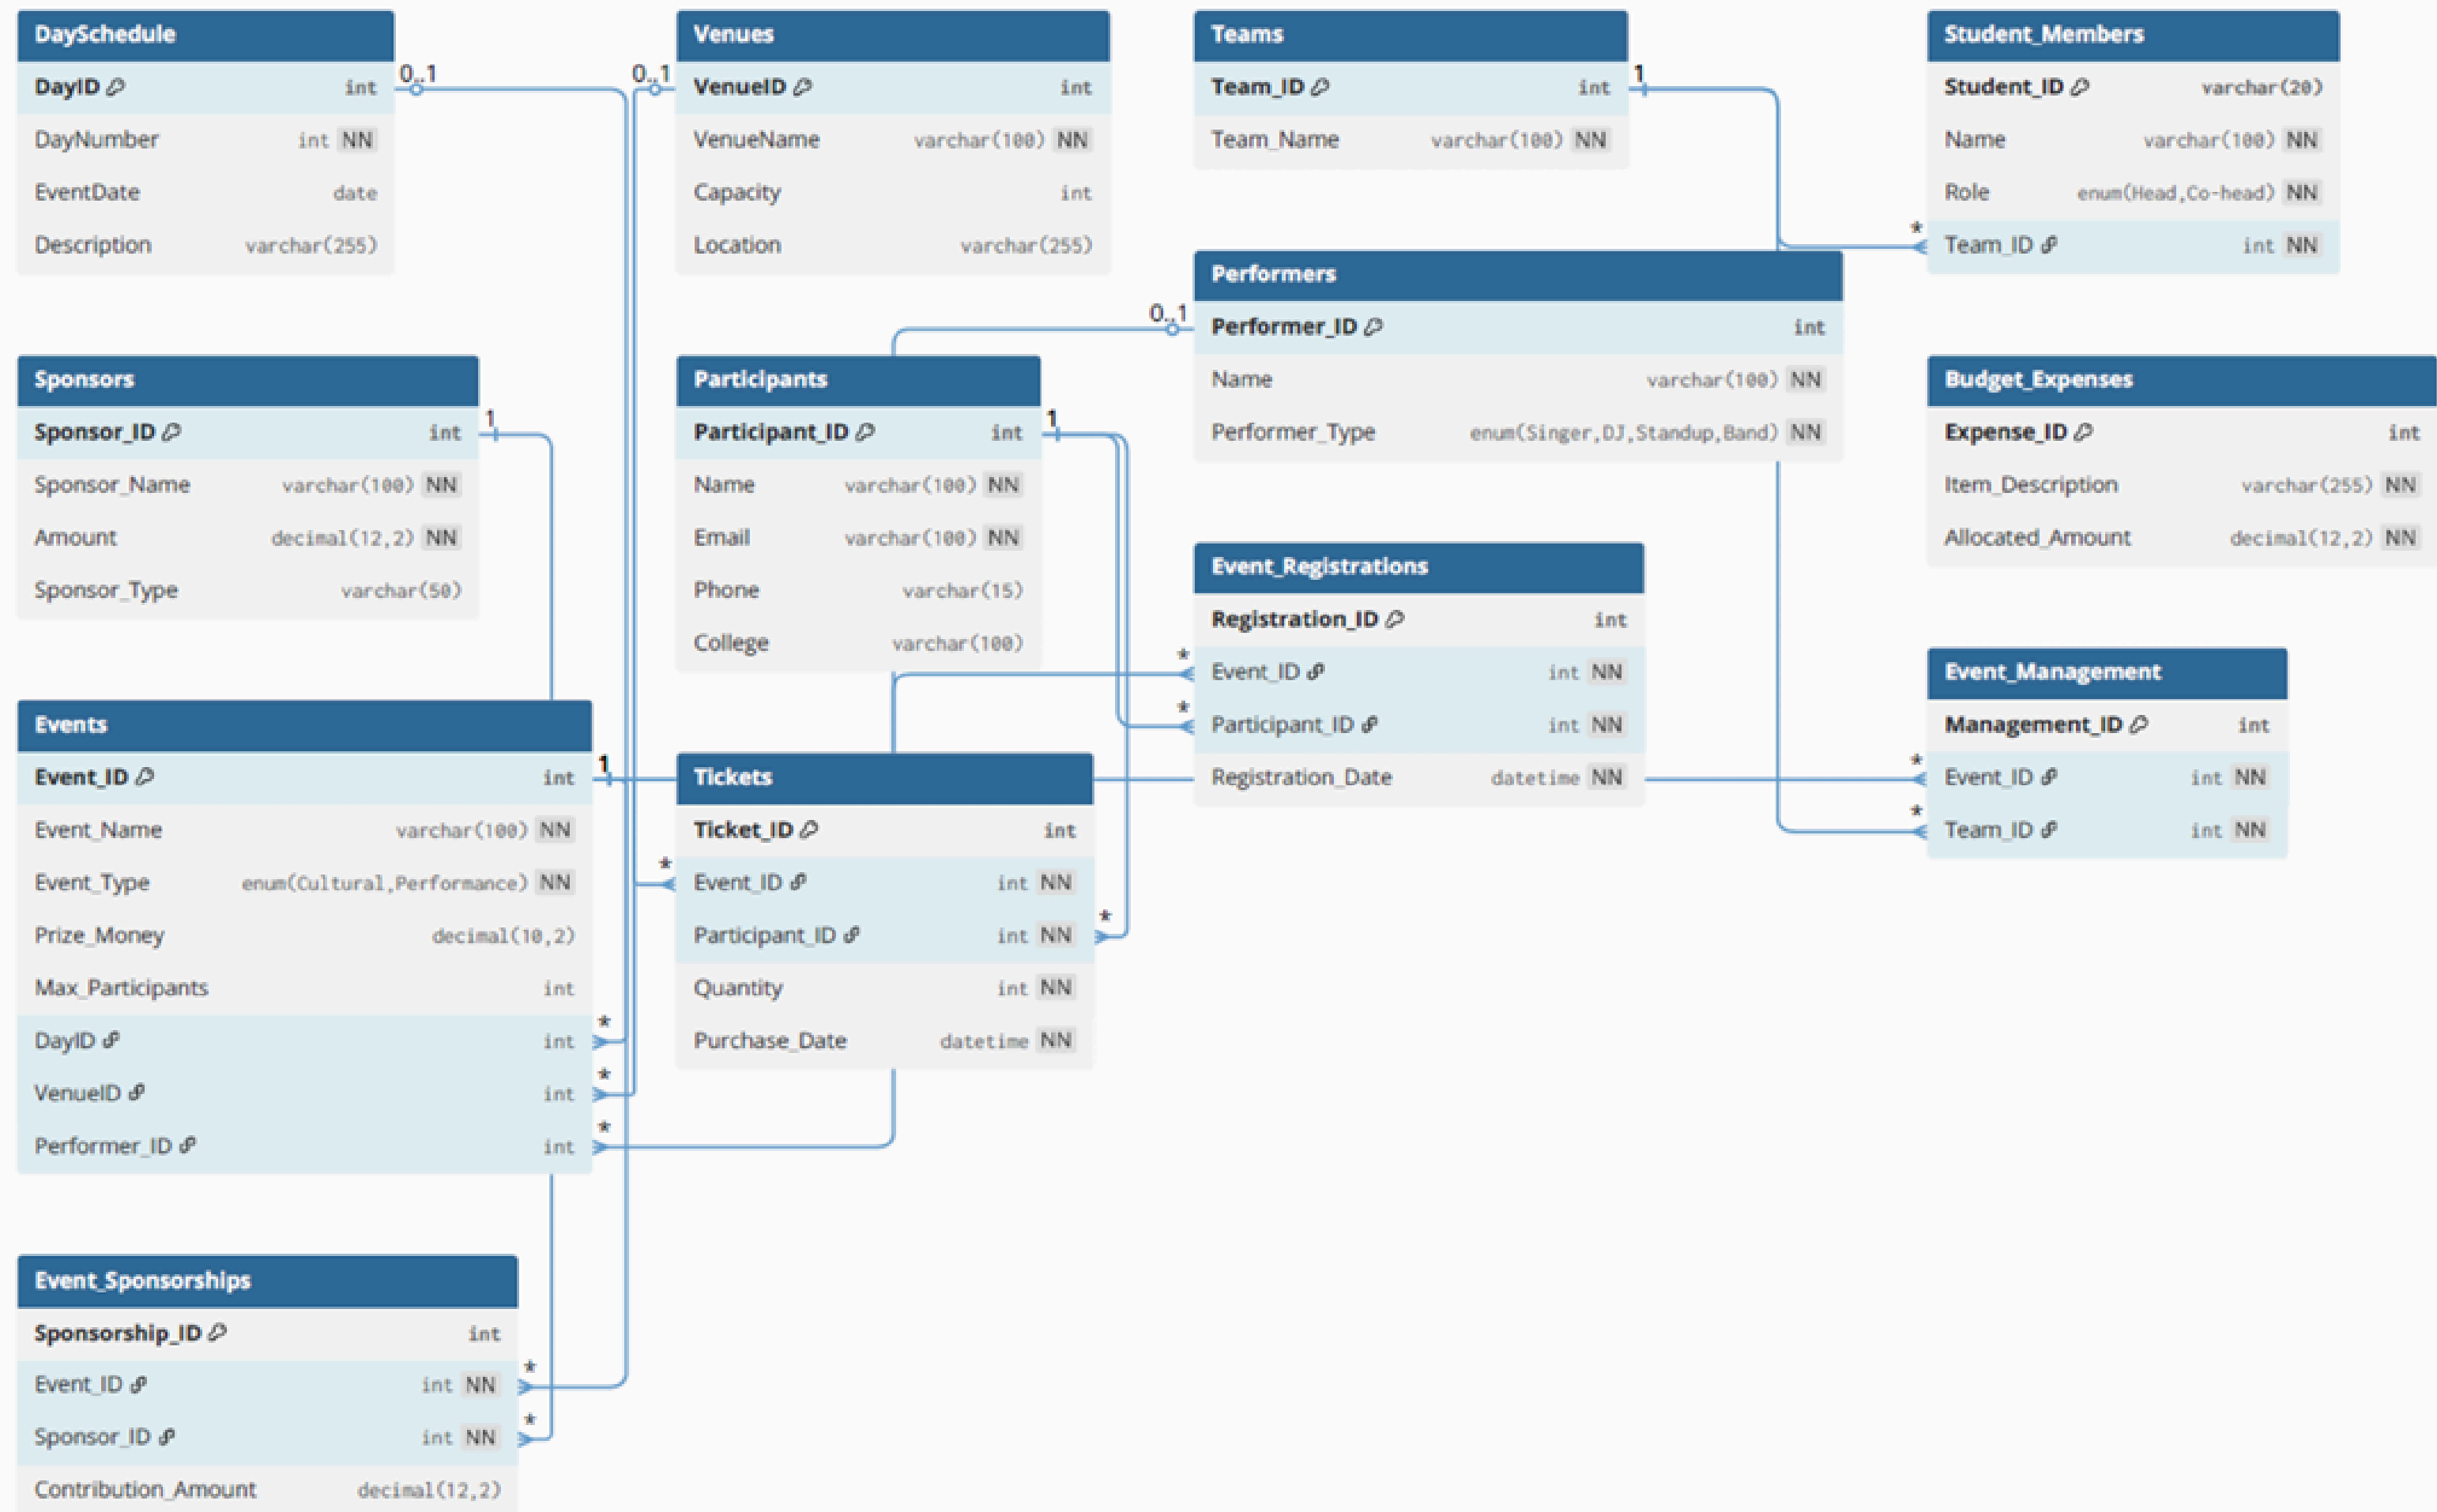 DaySchedule
DayID int
DayNumber int NN
EventDate date
Description varchar(255)
0..1
Venues
0..1
VenueID int
VenueName varchar(100) NN
Capacity int
Location varchar(255)
Teams
Team_ID int
1
Team_Name varchar(100) NN
Student_Members
Student_ID varchar(20)
Name varchar(100) NN
Role enum(Head,Co-head) NN
*
Team_ID int NN
Performers
0..1
Performer_ID int
Name varchar(100) NN
Performer_Type enum(Singer,DJ,Standup,Band) NN
Sponsors
Sponsor_ID int
1
Sponsor_Name varchar(100) NN
Amount decimal(12,2) NN
Sponsor_Type varchar(50)
Participants
Participant_ID int
1
Name varchar(100) NN
Email varchar(100) NN
Phone varchar(15)
College varchar(100)
Budget_Expenses
Expense_ID int
Item_Description varchar(255) NN
Allocated_Amount decimal(12,2) NN
Event_Registrations
Registration_ID int
*
Event_ID int NN
*
Participant_ID int NN
Registration_Date datetime NN
Event_Management
Management_ID int
*
Event_ID int NN
*
Team_ID int NN
Events
Event_ID int
1
Event_Name varchar(100) NN
Event_Type enum(Cultural,Performance) NN
Prize_Money decimal(10,2)
Max_Participants int
DayID int
*
VenueID int
*
Performer_ID int
*
Tickets
Ticket_ID int
*
Event_ID int NN
Participant_ID int NN
*
Quantity int NN
Purchase_Date datetime NN
Event_Sponsorships
Sponsorship_ID int
Event_ID int NN
*
Sponsor_ID int NN
*
Contribution_Amount decimal(12,2)